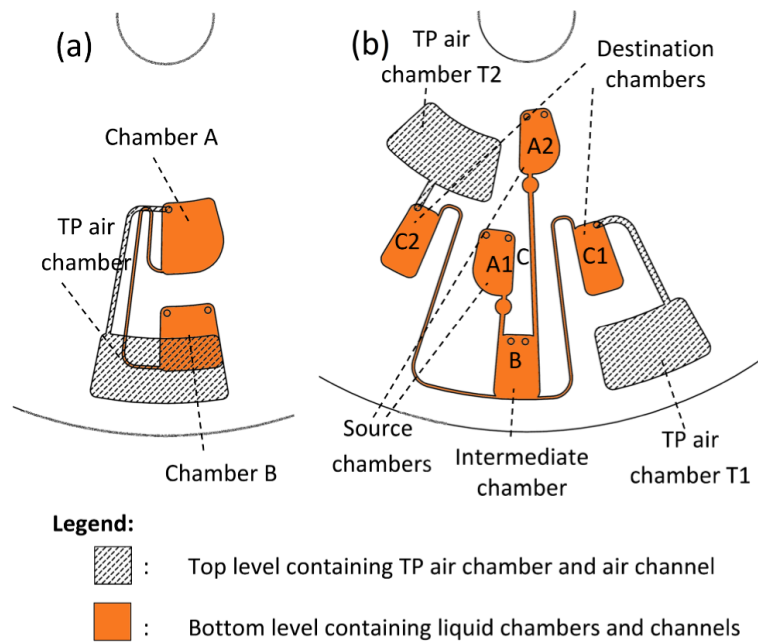 (a)
Chamber A
TP air
chamber
Chamber B
(b)
TP air
chamber T2
Destination
chambers
A2
C2
A1
C
C1
B
Source
chambers
Intermediate
chamber
TP air
chamber T1
Legend:
: Top level containing TP air chamber and air channel
: Bottom level containing liquid chambers and channels